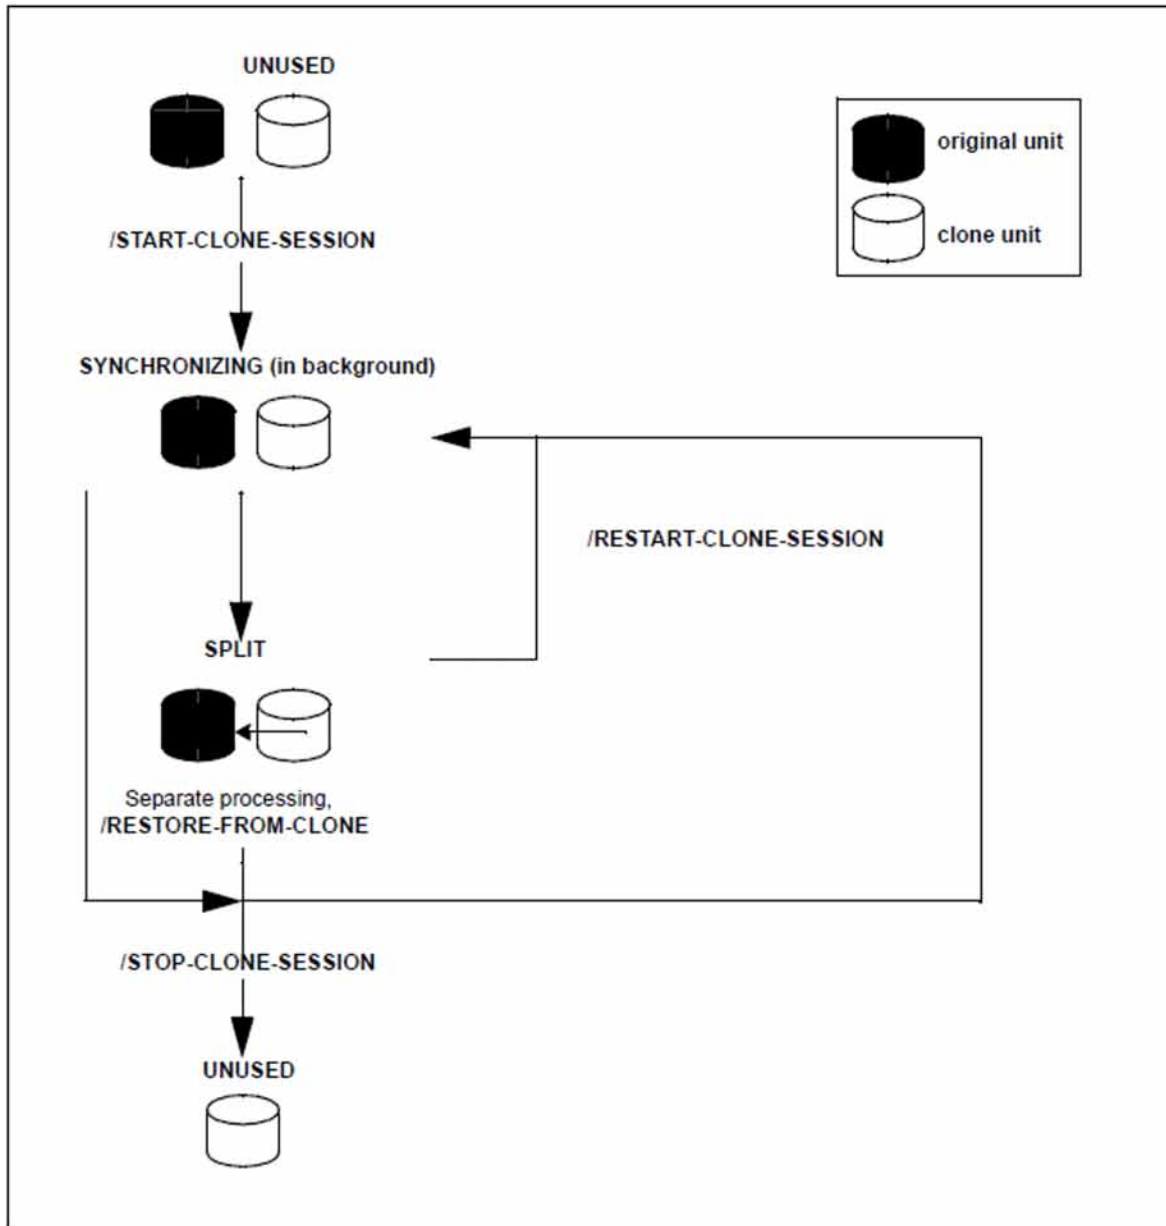 UNUSED
original unit
clone unit
/START-CLONE-SESSION
SYNCHRONIZING (in background)
/RESTART-CLONE-SESSION
SPLIT
Separate processing,
/RESTORE-FROM-CLONE
/STOP-CLONE-SESSION
UNUSED